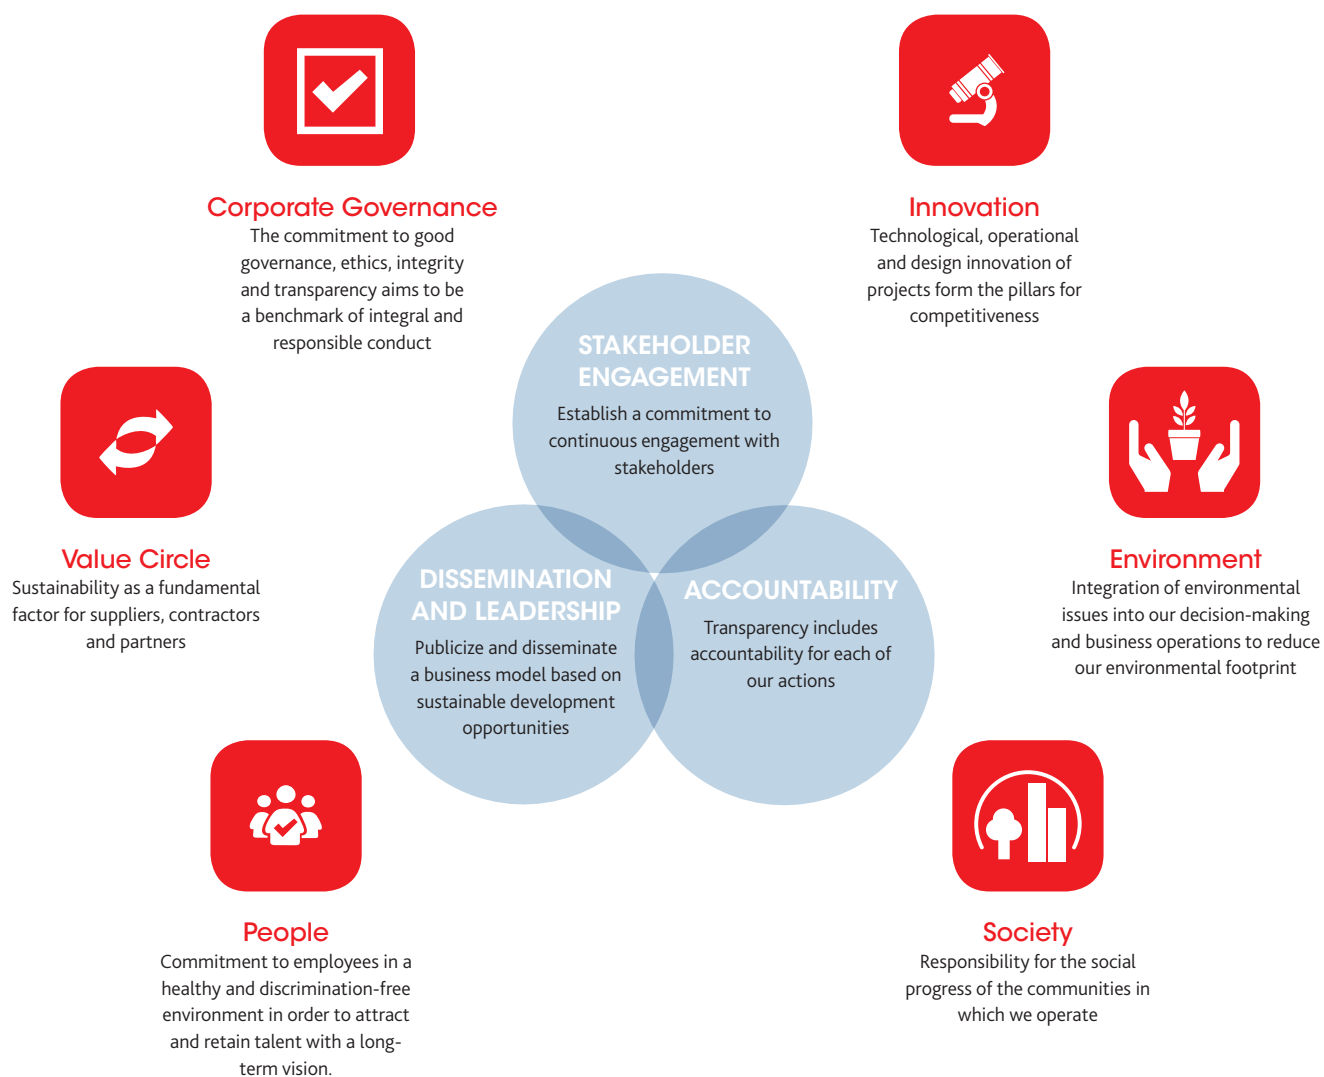 Corporate Governance
The commitment to good
governance, ethics, integrity
and transparency aims to be
a benchmark of integral and
responsible conduct
Innovation
Technological, operational
and design innovation of
projects form the pillars for
competitiveness
STAKEHOLDER
ENGAGEMENT
Establish a commitment to
continuous engagement with
stakeholders
Value Circle
Sustainability as a fundamental
factor for suppliers, contractors
and partners
DISSEMINATION
AND LEADERSHIP
Publicize and disseminate
a business model based on
sustainable development
opportunities
ACCOUNTABILITY
Transparency includes
accountability for each of
our actions
Environment
Integration of environmental
issues into our decision-making
and business operations to reduce
our environmental footprint
People
Commitment to employees in a
healthy and discrimination-free
environment in order to attract
and retain talent with a long-
term vision.
Society
Responsibility for the social
progress of the communities in
which we operate